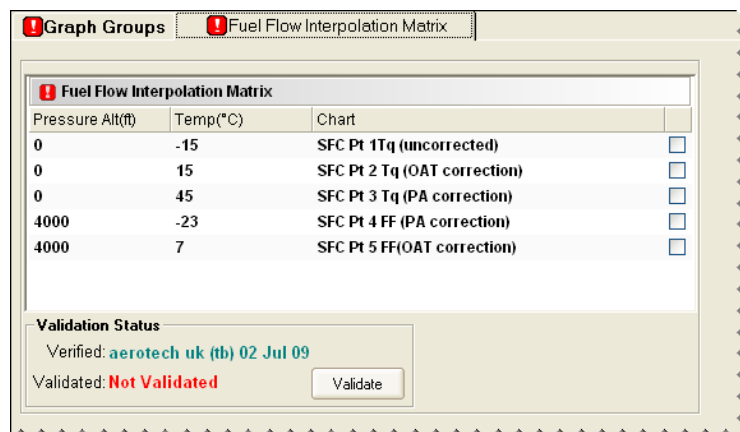 Graph Groups Fuel Flow Interpolation Matrix
Fuel Flow Interpolation Matrix
Pressure Alt(ft) Temp(°C) Chart
0 -15 SFC Pt 1Tq (uncorrected)
0 15 SFC Pt 2 Tq (OAT correction)
0 45 SFC Pt 3 Tq (PA correction)
4000 -23 SFC Pt 4 FF (PA correction)
4000 7 SFC Pt 5 FF(OAT correction)
Validation Status
Verified: aerotech uk (tb) 02 Jul 09
Validated: Not Validated Validate